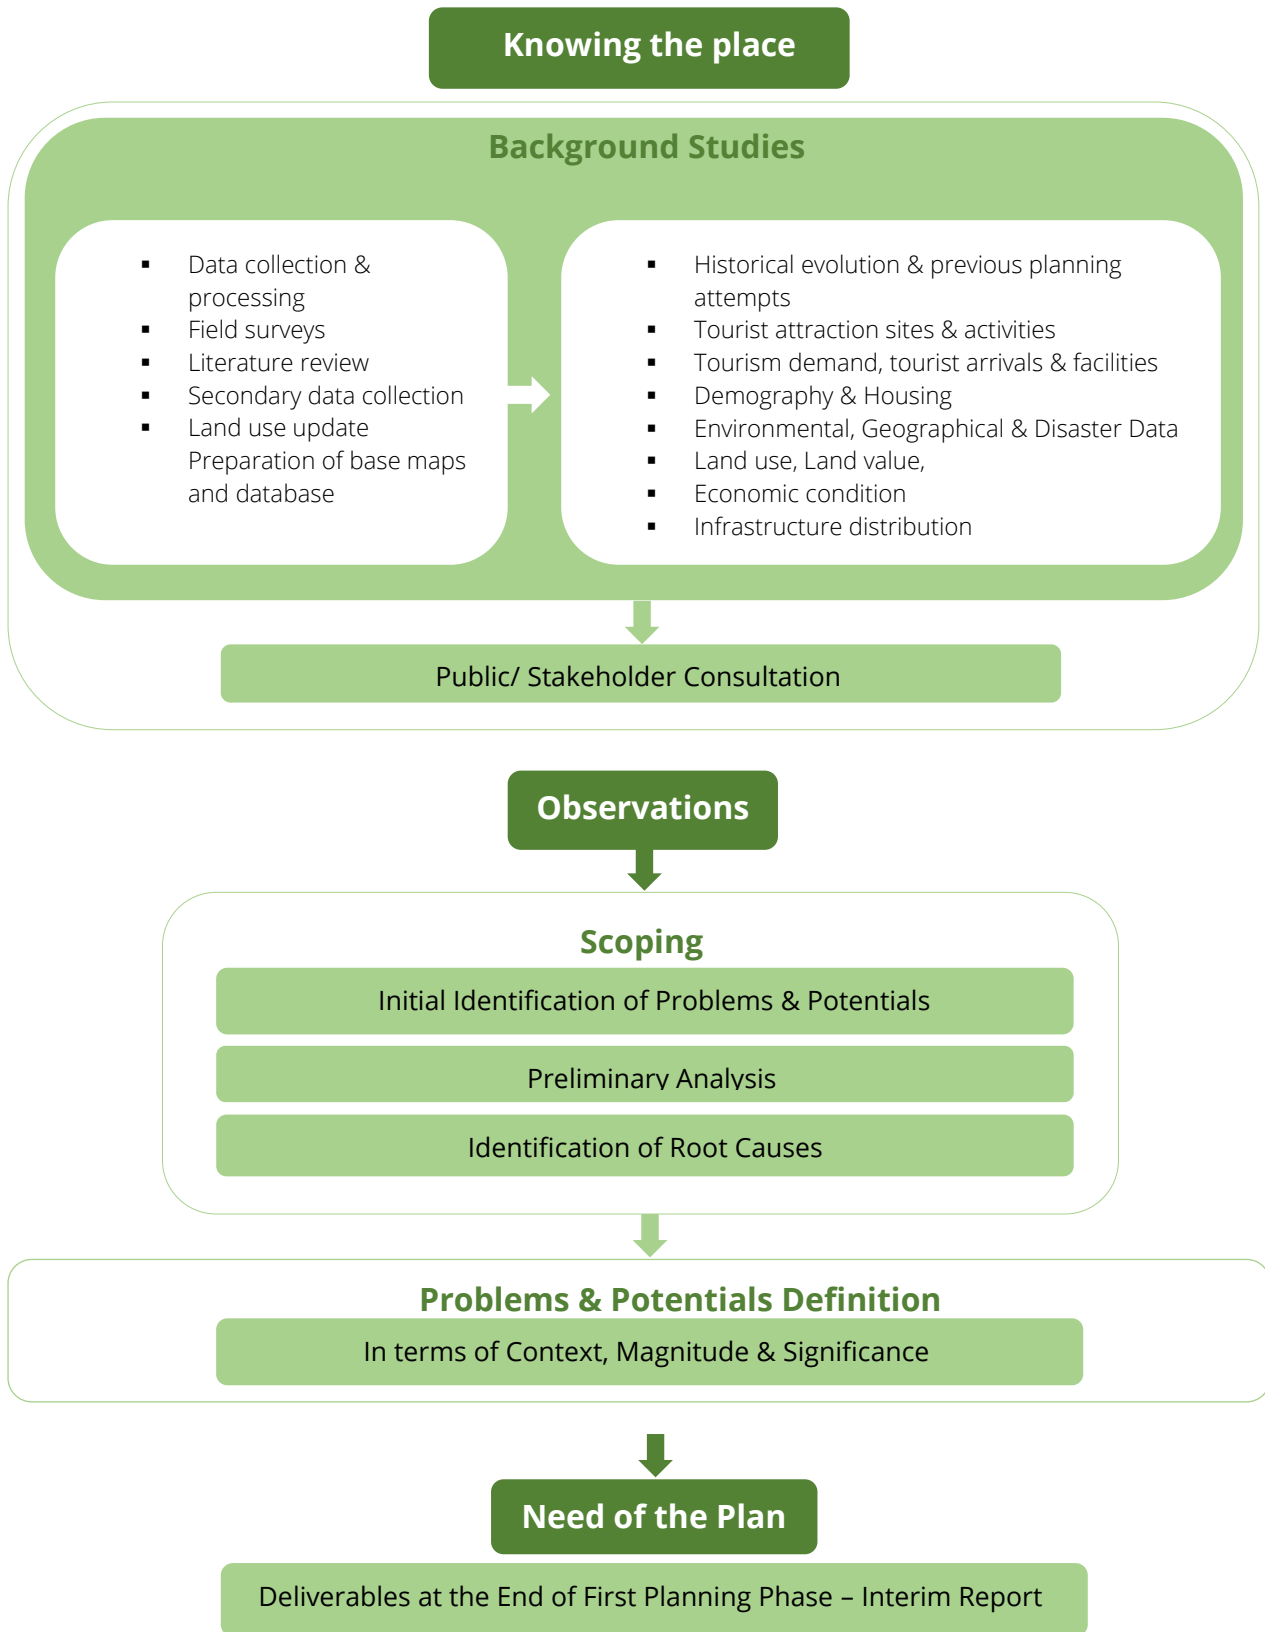 Knowing the place
Background Studies
▪ Data collection &
processing
▪ Field surveys
▪ Literature review
▪ Secondary data collection
▪ Land use update
Preparation of base maps
and database
▪ Historical evolution & previous planning
attempts
▪ Tourist attraction sites & activities
▪ Tourism demand, tourist arrivals & facilities
▪ Demography & Housing
▪ Environmental, Geographical & Disaster Data
▪ Land use, Land value,
▪ Economic condition
▪ Infrastructure distribution
Public/ Stakeholder Consultation
Observations
Scoping
Initial Identification of Problems & Potentials
Preliminary Analysis
Identification of Root Causes
Problems & Potentials Definition
In terms of Context, Magnitude & Significance
Need of the Plan
Deliverables at the End of First Planning Phase – Interim Report